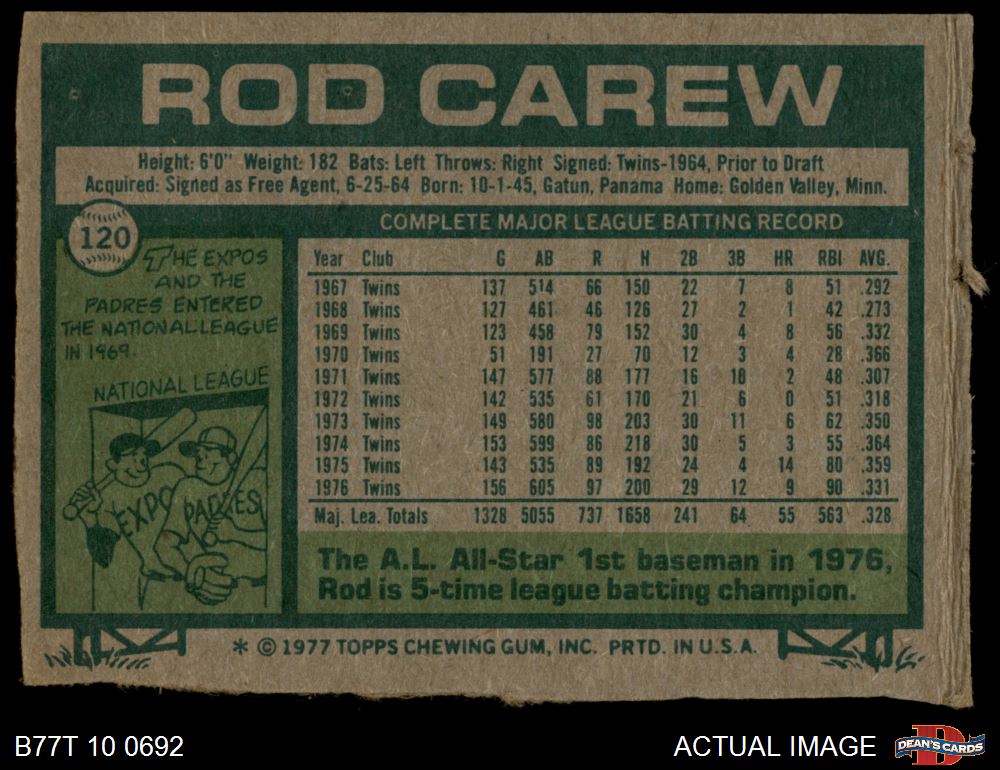 ROD CAREW
Height: 6'0" Weight: 182 Bats: Left Throws: Right Signed: Twins-1964, Prior to Draft
Acquired: Signed as Free Agent, 6-25-64 Born: 10-1-45, Gatun, Panama Home: Golden Valley, Minn.
120
THE EXPOS
AND THE
PADRES ENTERED
THE NATIONAL LEAGUE
IN 1969.
NATIONAL LEAGUE
EXPO
PADRES
COMPLETE MAJOR LEAGUE BATTING RECORD
Year Club G AB R H 2B 3B HR RBI AVG.
1967 Twins 137 514 66 150 22 7 8 51 .292
1968 Twins 127 461 46 126 27 2 1 42 .273
1969 Twins 123 458 79 152 30 4 8 56 .332
1970 Twins 51 191 27 70 12 3 4 28 .366
1971 Twins 147 577 88 177 16 10 2 48 .307
1972 Twins 142 535 61 170 21 6 0 51 .318
1973 Twins 149 580 98 203 30 11 6 62 .350
1974 Twins 153 599 86 218 30 5 3 55 .364
1975 Twins 143 535 89 192 24 4 14 80 .359
1976 Twins 156 605 97 200 29 12 9 90 .331
Maj. Lea. Totals 1328 5055 737 1658 241 64 55 563 .328
The A.L. All-Star 1st baseman in 1976,
Rod is 5-time league batting champion.
* © 1977 TOPPS CHEWING GUM, INC. PRTD. IN U.S.A.
B77T 10 0692
ACTUAL IMAGE
D
DEAN'S CARDS